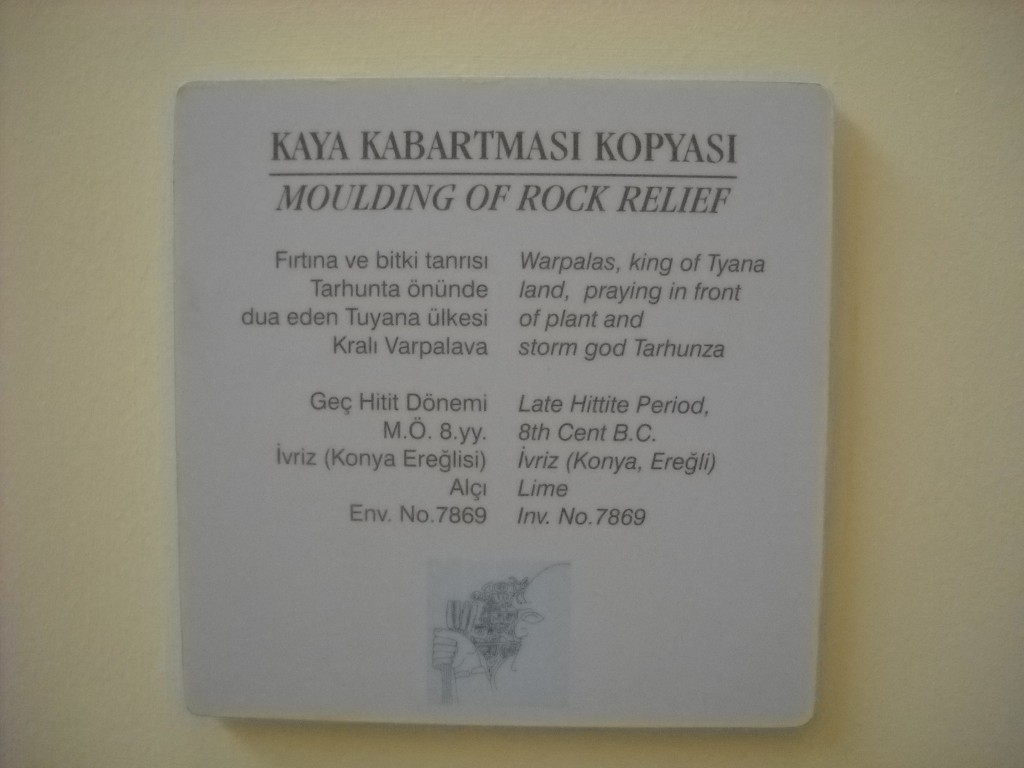 KAYA KABARTMASI KOPYASI
MOULDING OF ROCK RELIEF
Fırtına ve bitki tanrısı
Tarhunta önünde
dua eden Tuyana ülkesi
Kralı Varpalava
Geç Hitit Dönemi
M.Ö. 8.yy.
İvriz (Konya Ereğlisi)
Alçı
Env. No.7869
Warpalas, king of Tyana
land, praying in front
of plant and
storm god Tarhunza
Late Hittite Period,
8th Cent B.C.
İvriz (Konya, Ereğli)
Lime
Inv. No.7869